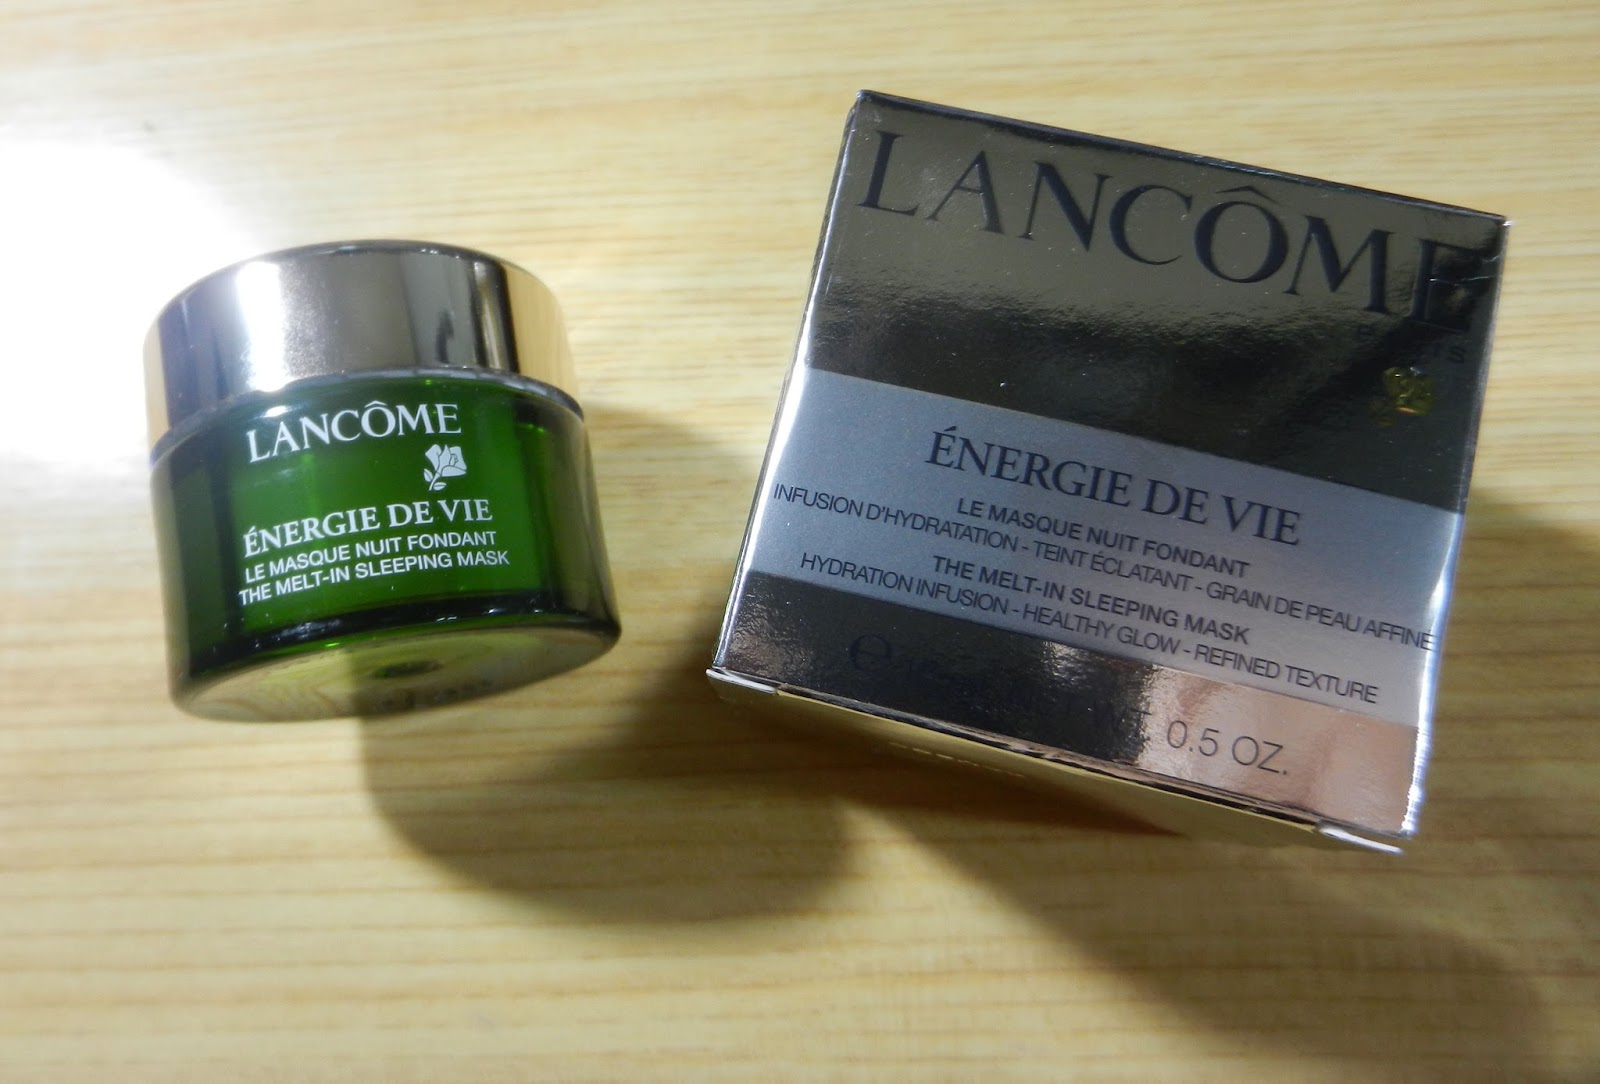 LANCÔME
ÉNERGIE DE VIE
LE MASQUE NUIT FONDANT
THE MELT-IN SLEEPING MASK
LANCÔME
ÉNERGIE DE VIE
LE MASQUE NUIT FONDANT
INFUSION D'HYDRATATION - TEINT ÉCLATANT - GRAIN DE PEAU AFFINÉ
THE MELT-IN SLEEPING MASK
HYDRATION INFUSION - HEALTHY GLOW - REFINED TEXTURE
℮ WT 0.5 OZ.